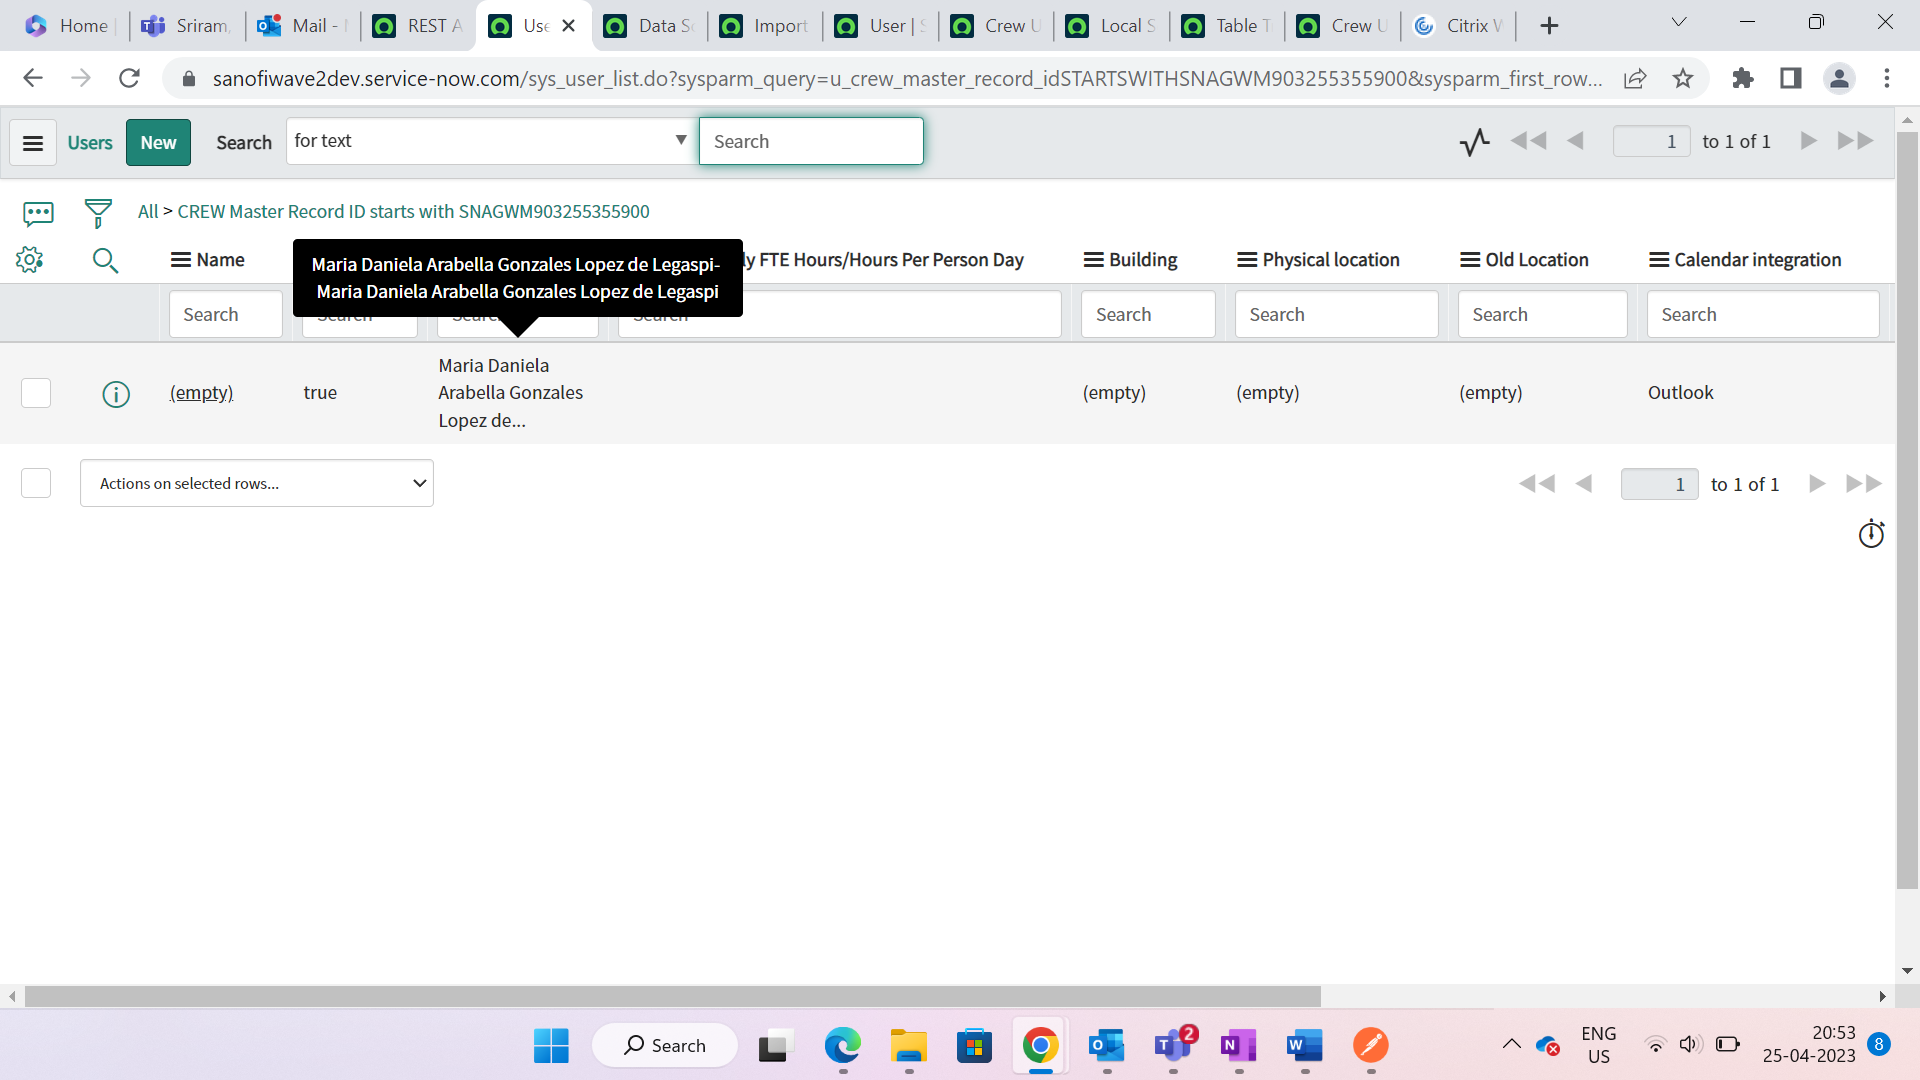 Home
Sriram,
Mail -
REST A
Use
Data Se
Import
User | S
Crew U
Local S
Table T
Crew U
Citrix W
sanofiwave2dev.service-now.com/sys_user_list.do?sysparm_query=u_crew_master_record_idSTARTSWITHSNAGWM903255355900&sysparm_first_row...
Users
New
Search
for text
Search
1
to 1 of 1
All > CREW Master Record ID starts with SNAGWM903255355900
Name
Maria Daniela Arabella Gonzales Lopez de Legaspi-
Maria Daniela Arabella Gonzales Lopez de Legaspi
ly FTE Hours/Hours Per Person Day
Building
Physical location
Old Location
Calendar integration
Search
Search
Search
Search
Search
Search
Search
Search
(empty)
true
Maria Daniela
Arabella Gonzales
Lopez de...
(empty)
(empty)
(empty)
Outlook
Actions on selected rows...
1
to 1 of 1
Search
2
ENG
US
20:53
25-04-2023
8